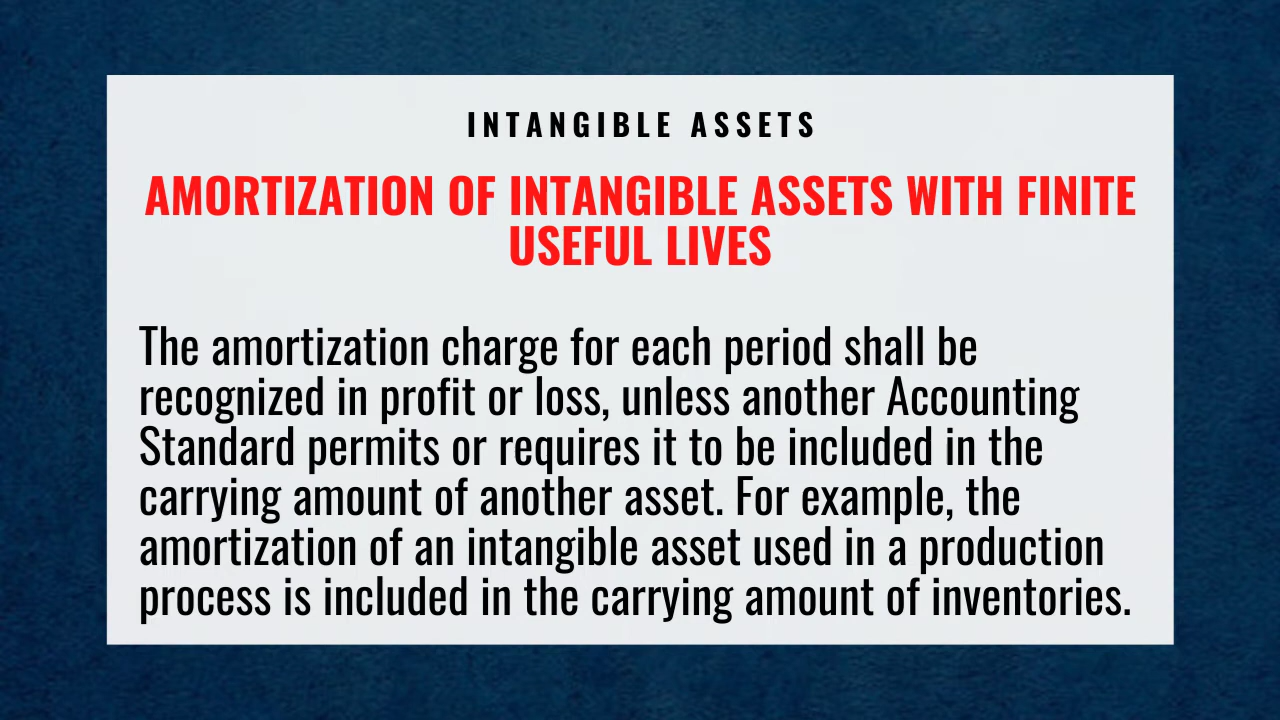 INTANGIBLE ASSETS
AMORTIZATION OF INTANGIBLE ASSETS WITH FINITE
USEFUL LIVES
The amortization charge for each period shall be
recognized in profit or loss, unless another Accounting
Standard permits or requires it to be included in the
carrying amount of another asset. For example, the
amortization of an intangible asset used in a production
process is included in the carrying amount of inventories.